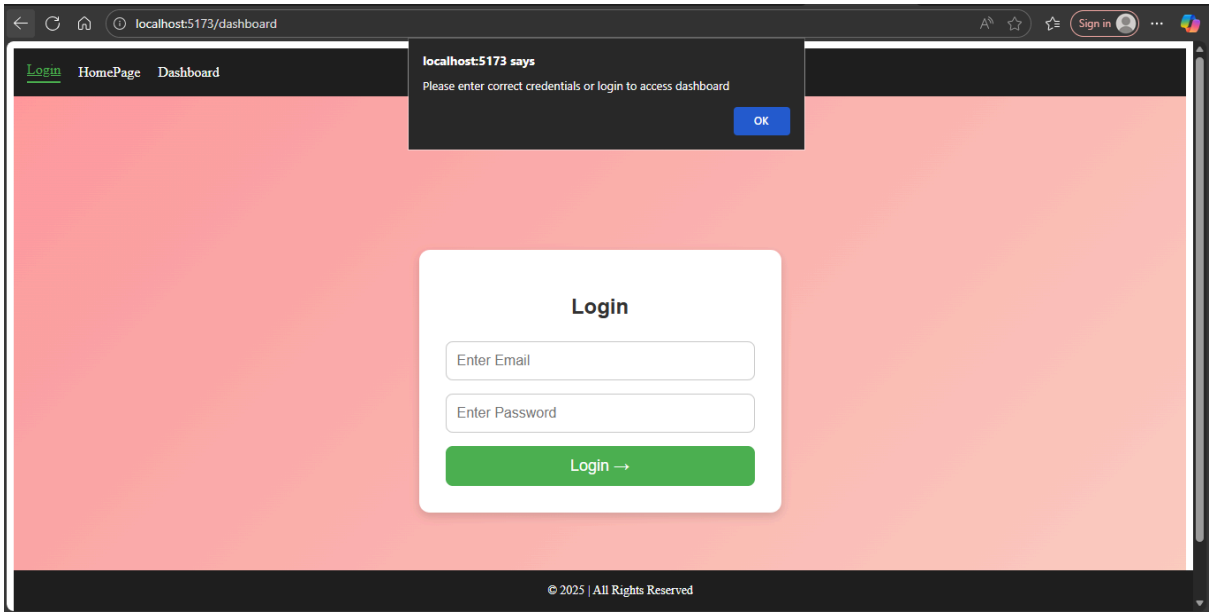 localhost:5173/dashboard
Sign in
localhost:5173 says
Please enter correct credentials or login to access dashboard
OK
Login HomePage Dashboard
Login
Enter Email
Enter Password
Login →
© 2025 | All Rights Reserved